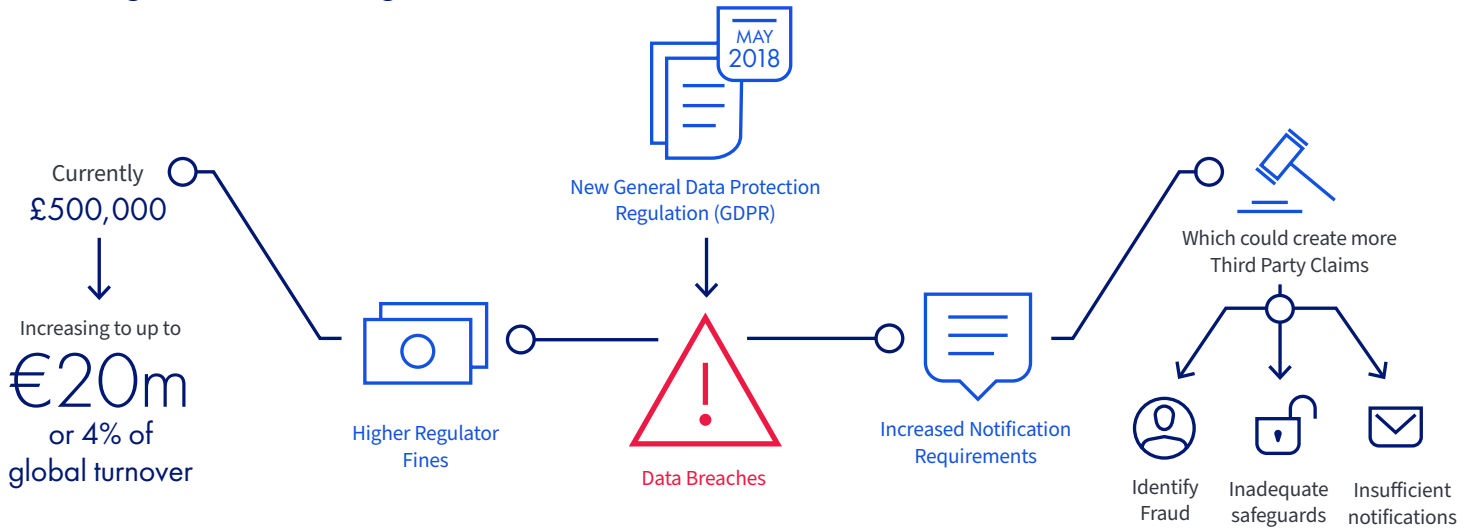 MAY
2018
New General Data Protection
Regulation (GDPR)
Currently
£500,000
Increasing to up to
€20m
or 4% of
global turnover
Higher Regulator
Fines
Data Breaches
Increased Notification
Requirements
Which could create more
Third Party Claims
Identify
Fraud
Inadequate
safeguards
Insufficient
notifications